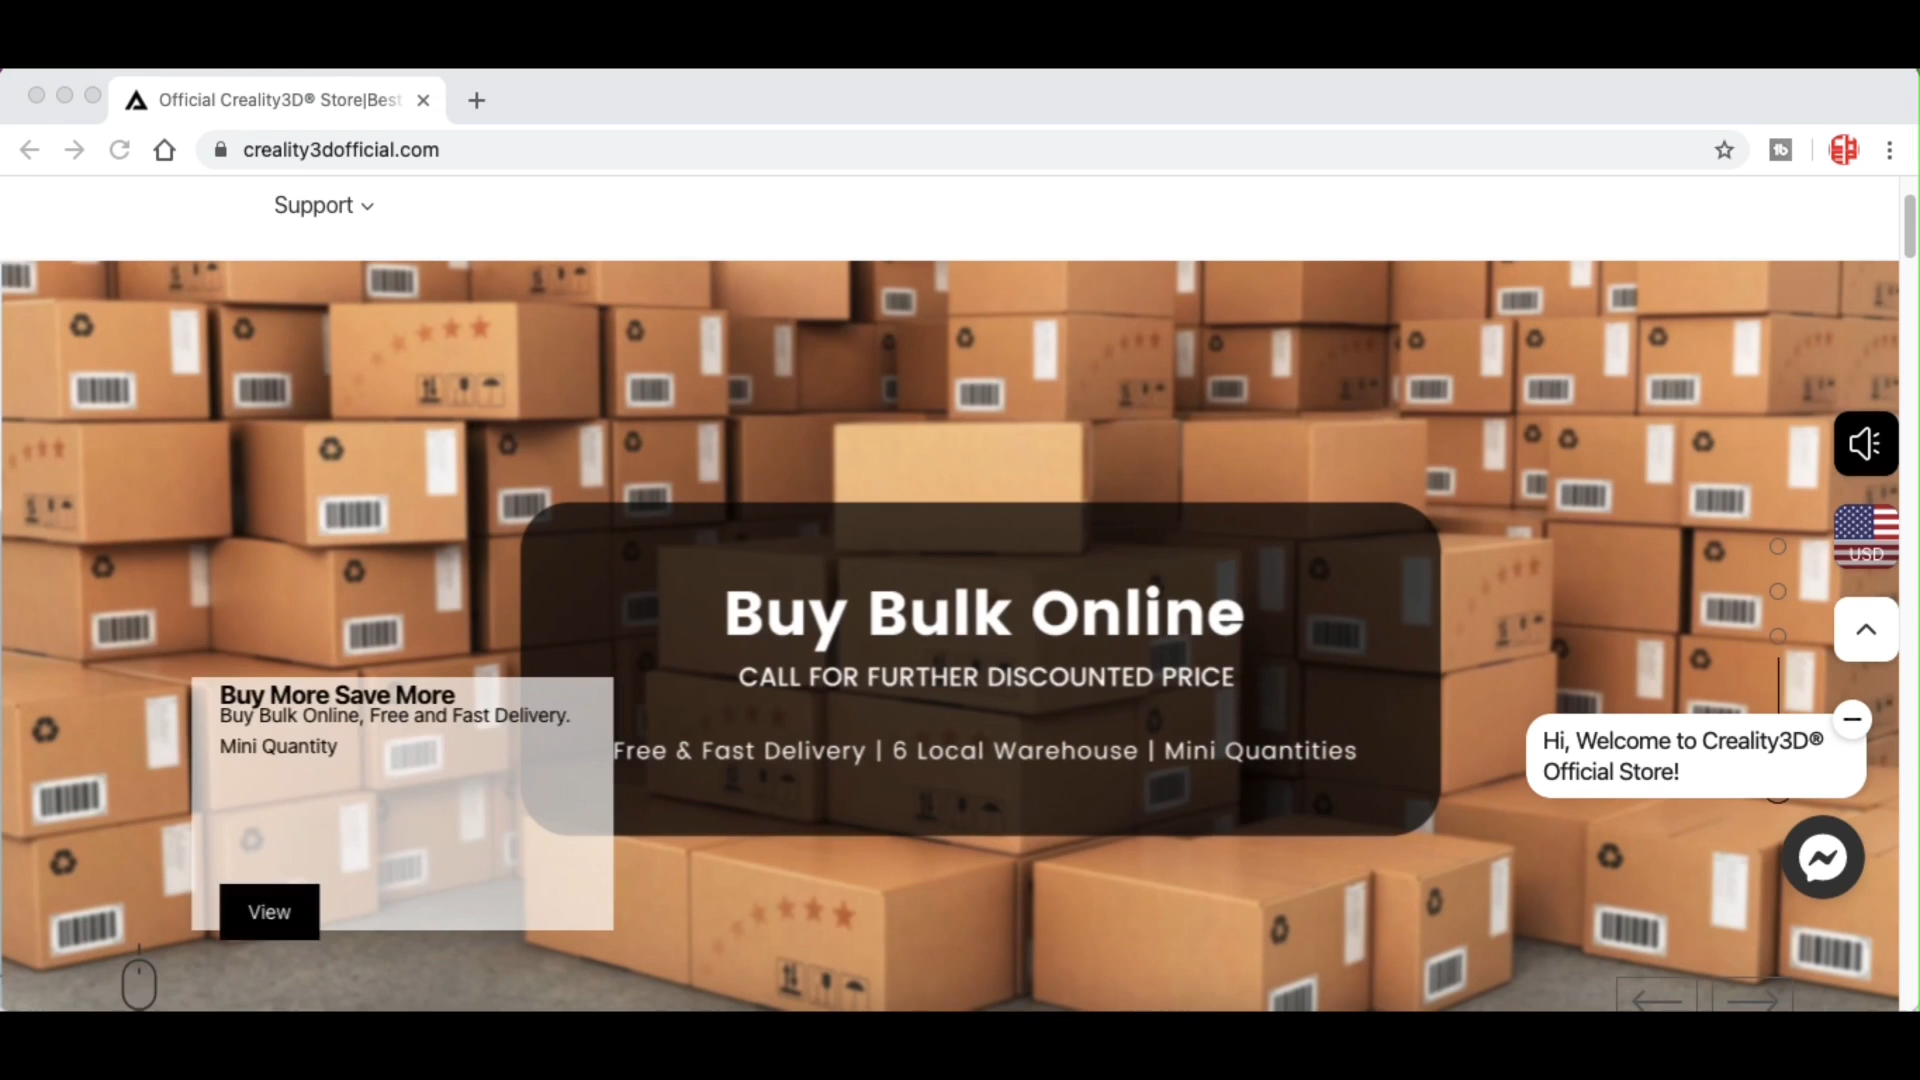 Official Creality3D® Store|Best
creality3dofficial.com
Support
Buy Bulk Online
CALL FOR FURTHER DISCOUNTED PRICE
Free & Fast Delivery | 6 Local Warehouse | Mini Quantities
Buy More Save More
Buy Bulk Online, Free and Fast Delivery.
Mini Quantity
View
USD
Hi, Welcome to Creality3D®
Official Store!